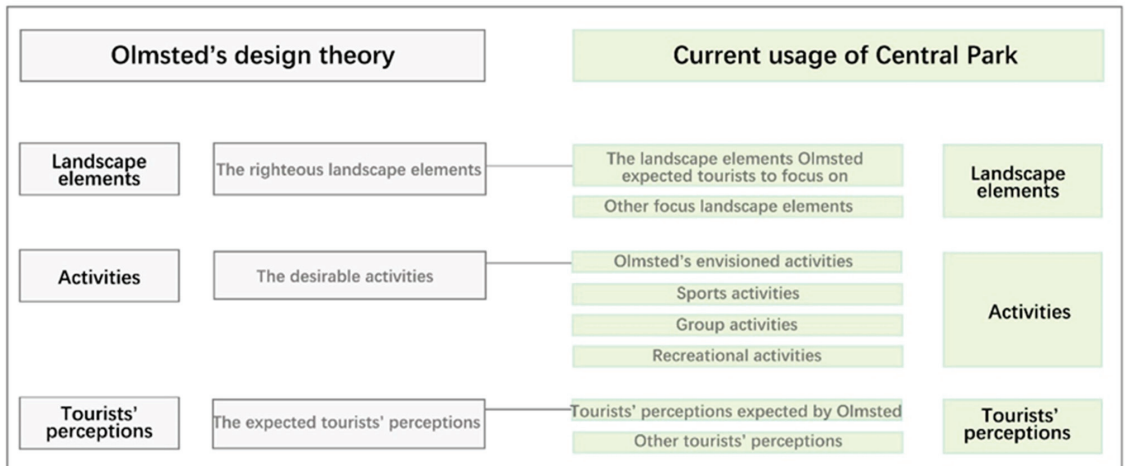 Olmsted's design theory
Current usage of Central Park
Landscape
elements
The righteous landscape elements
The landscape elements Olmsted
expected tourists to focus on
Other focus landscape elements
Landscape
elements
Activities
The desirable activities
Olmsted's envisioned activities
Sports activities
Group activities
Recreational activities
Activities
Tourists'
perceptions
The expected tourists' perceptions
Tourists' perceptions expected by Olmsted
Other tourists' perceptions
Tourists'
perceptions